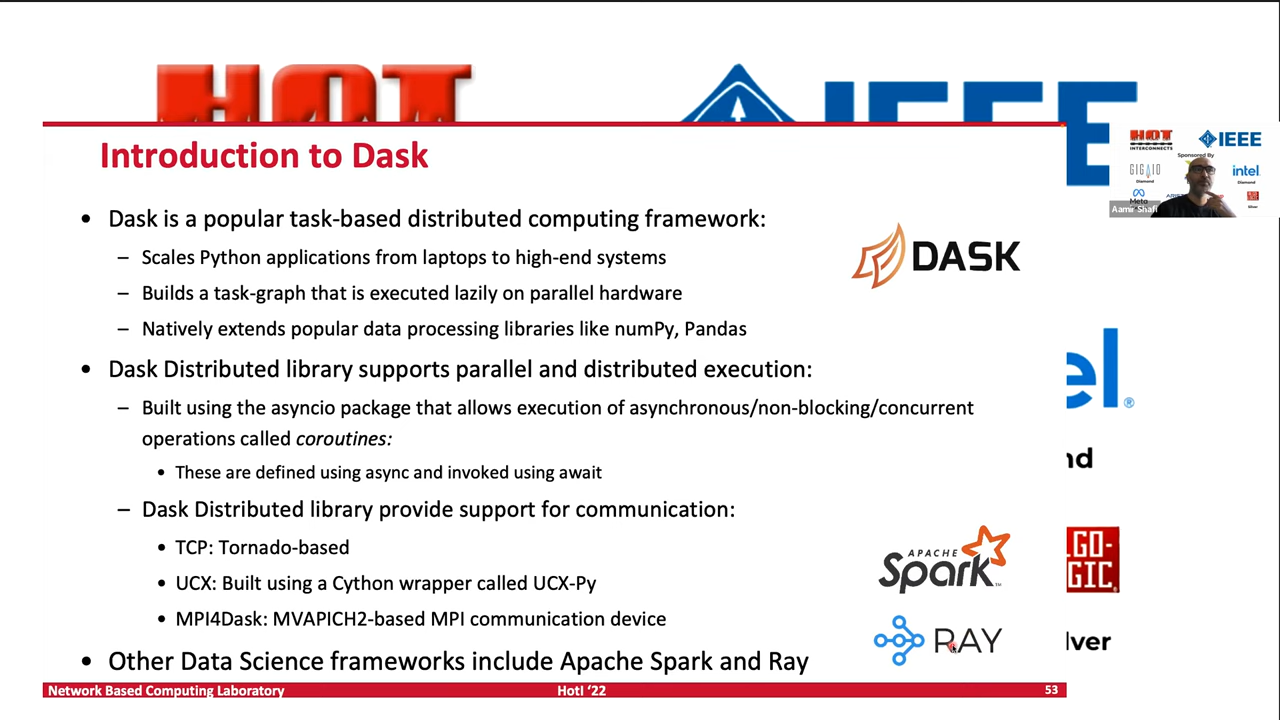 HOT
IEEE
Introduction to Dask
• Dask is a popular task-based distributed computing framework:
– Scales Python applications from laptops to high-end systems
– Builds a task-graph that is executed lazily on parallel hardware
– Natively extends popular data processing libraries like numPy, Pandas
DASK
• Dask Distributed library supports parallel and distributed execution:
– Built using the asyncio package that allows execution of asynchronous/non-blocking/concurrent
operations called coroutines:
• These are defined using async and invoked using await
– Dask Distributed library provide support for communication:
• TCP: Tornado-based
• UCX: Built using a Cython wrapper called UCX-Py
• MPI4Dask: MVAPICH2-based MPI communication device
• Other Data Science frameworks include Apache Spark and Ray
APACHE
Spark™
RAY
Network Based Computing Laboratory
HotI ‘22
53
HOT
INTERCONNECTS
IEEE
Sponsored By
GIGAIO
Diamond
intel.
Diamond
Meta
Silver
Aamir Shafi
el®
nd
LGO-
GIC
lver